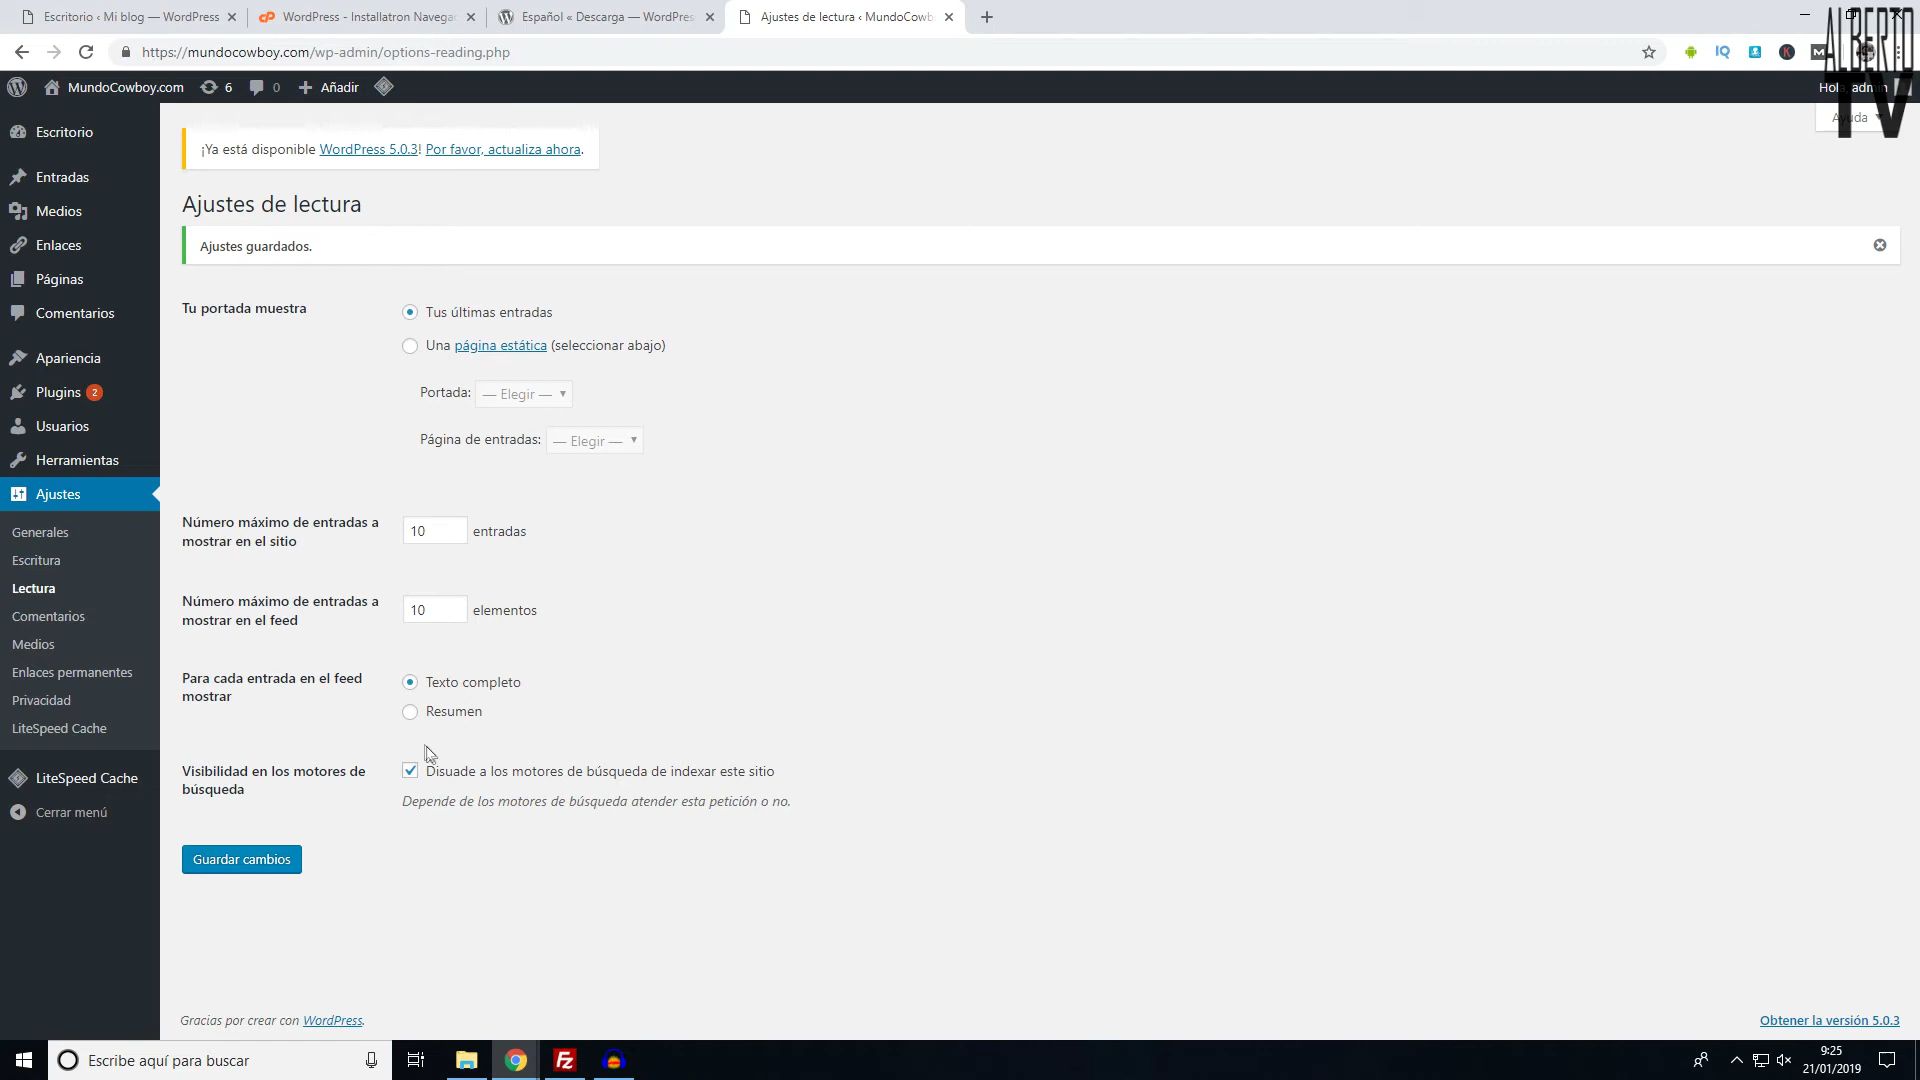 Escritorio ‹ Mi blog — WordPress
WordPress - Installatron Navega
Español « Descarga — WordPres
Ajustes de lectura ‹ MundoCowb
https://mundocowboy.com/wp-admin/options-reading.php
MundoCowboy.com
6
0
Añadir
Hola, admin
ALBERTO
TV
Ayuda
Escritorio
Entradas
Medios
Enlaces
Páginas
Comentarios
Apariencia
Plugins 2
Usuarios
Herramientas
Ajustes
Generales
Escritura
Lectura
Comentarios
Medios
Enlaces permanentes
Privacidad
LiteSpeed Cache
LiteSpeed Cache
Cerrar menú
¡Ya está disponible WordPress 5.0.3! Por favor, actualiza ahora.
Ajustes de lectura
Ajustes guardados.
Tu portada muestra
Tus últimas entradas
Una página estática (seleccionar abajo)
Portada: — Elegir —
Página de entradas: — Elegir —
Número máximo de entradas a
mostrar en el sitio
10 entradas
Número máximo de entradas a
mostrar en el feed
10 elementos
Para cada entrada en el feed
mostrar
Texto completo
Resumen
Visibilidad en los motores de
búsqueda
Disuade a los motores de búsqueda de indexar este sitio
Depende de los motores de búsqueda atender esta petición o no.
Guardar cambios
Gracias por crear con WordPress.
Obtener la versión 5.0.3
Escribe aquí para buscar
9:25
21/01/2019